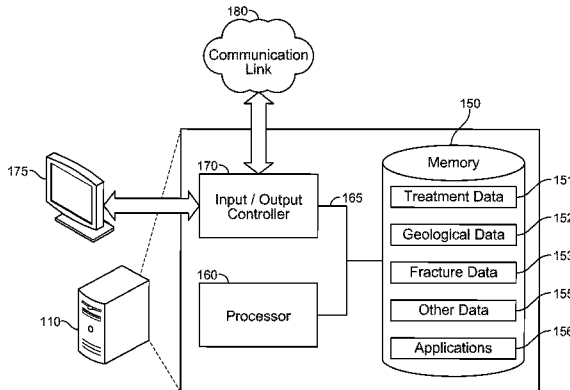 180
Communication
Link
150
175
170
Memory
Input / Output
Controller
165
Treatment Data
151
Geological Data
152
160
Fracture Data
153
Processor
110
Other Data
155
Applications
156